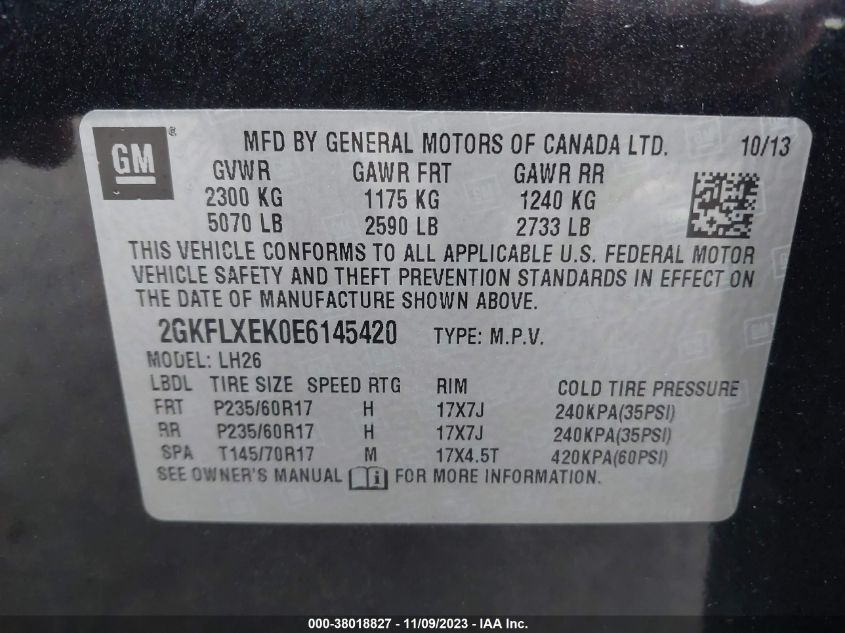 GM®
MFD BY GENERAL MOTORS OF CANADA LTD. 10/13
GVWR GAWR FRT GAWR RR
2300 KG 1175 KG 1240 KG
5070 LB 2590 LB 2733 LB
THIS VEHICLE CONFORMS TO ALL APPLICABLE U.S. FEDERAL MOTOR
VEHICLE SAFETY AND THEFT PREVENTION STANDARDS IN EFFECT ON
THE DATE OF MANUFACTURE SHOWN ABOVE.
2GKFLXEK0E6145420 TYPE: M.P.V.
MODEL: LH26
LBDL TIRE SIZE SPEED RTG RIM COLD TIRE PRESSURE
FRT P235/60R17 H 17X7J 240KPA(35PSI)
RR P235/60R17 H 17X7J 240KPA(35PSI)
SPA T145/70R17 M 17X4.5T 420KPA(60PSI)
SEE OWNER'S MANUAL i FOR MORE INFORMATION.
000-38018827 - 11/09/2023 - IAA Inc.